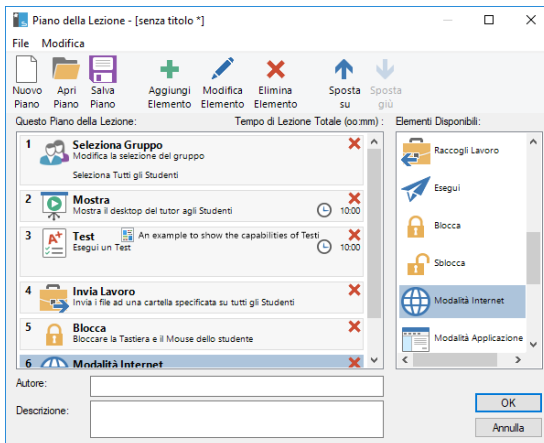 Piano della Lezione - [senza titolo *]
File Modifica
Nuovo Piano
Apri Piano
Salva Piano
Aggiungi Elemento
Modifica Elemento
Elimina Elemento
Sposta su
Sposta giù
Questo Piano della Lezione: Tempo di Lezione Totale (oo:mm) :
1 Seleziona Gruppo
Modifica la selezione del gruppo
Seleziona Tutti gli Studenti
2 Mostra
Mostra il desktop del tutor agli Studenti 10:00
3 Test An example to show the capabilities of Testi
Esegui un Test 10:00
4 Invia Lavoro
Invia i file ad una cartella specificata su tutti gli Studenti
5 Blocca
Bloccare la Tastiera e il Mouse dello studente
6 Modalità Internet
Elementi Disponibili:
Raccogli Lavoro
Esegui
Blocca
Sblocca
Modalità Internet
Modalità Applicazione
Autore:
Descrizione:
OK
Annulla